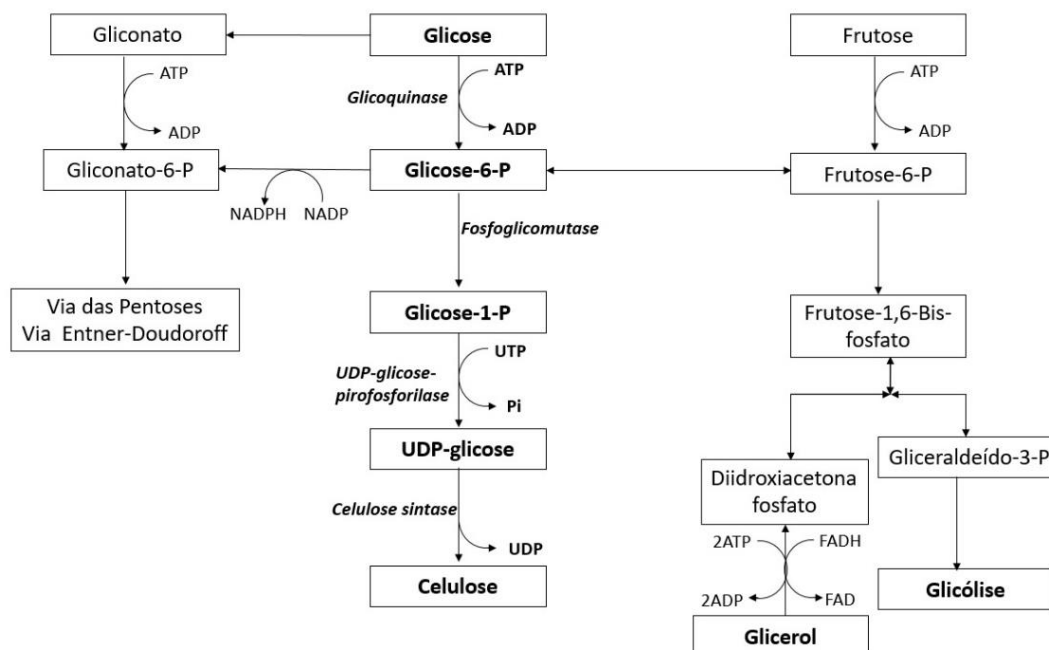 Gliconato
Glicose
Frutose
ATP
ADP
Glicoquinase
ATP
ADP
ATP
ADP
Gliconato-6-P
Glicose-6-P
Frutose-6-P
NADPH
NADP
Fosfoglicomutase
Via das Pentoses
Via Entner-Doudoroff
Glicose-1-P
Frutose-1,6-Bis-
fosfato
UDP-glicose-
pirofosforilase
UTP
Pi
UDP-glicose
Diidroxiacetona
fosfato
Gliceraldeído-3-P
Celulose sintase
UDP
2ATP
FADH
2ADP
FAD
Celulose
Glicólise
Glicerol